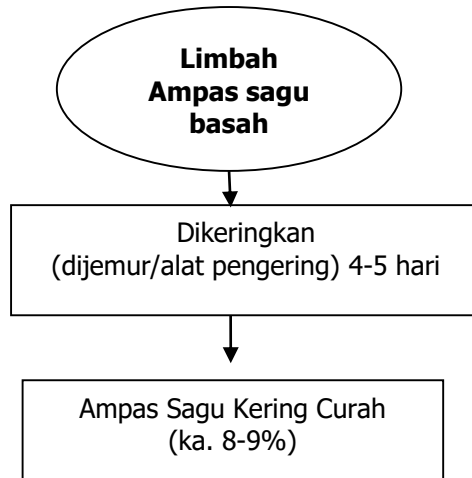 Limbah
Ampas sagu
basah
Dikeringkan
(dijemur/alat pengering) 4-5 hari
Ampas Sagu Kering Curah
(ka. 8-9%)